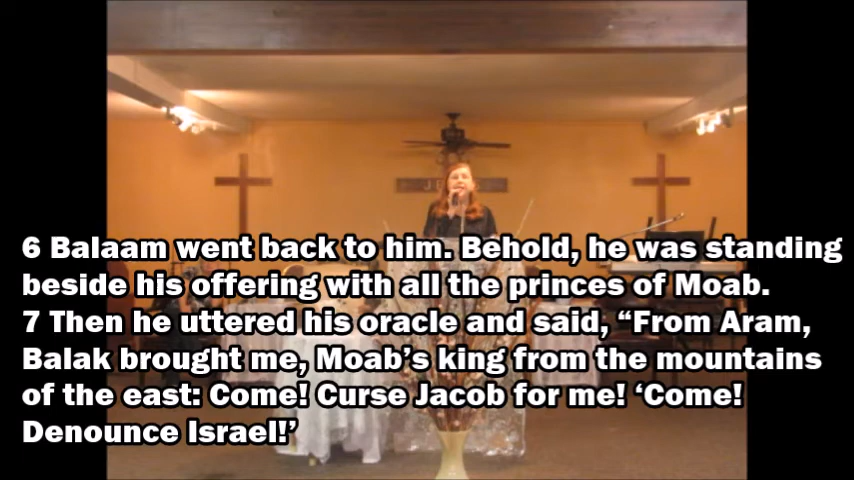 6 Balaam went back to him. Behold, he was standing
beside his offering with all the princes of Moab.
7 Then he uttered his oracle and said, “From Aram,
Balak brought me, Moab’s king from the mountains
of the east: Come! Curse Jacob for me! ‘Come!
Denounce Israel!’